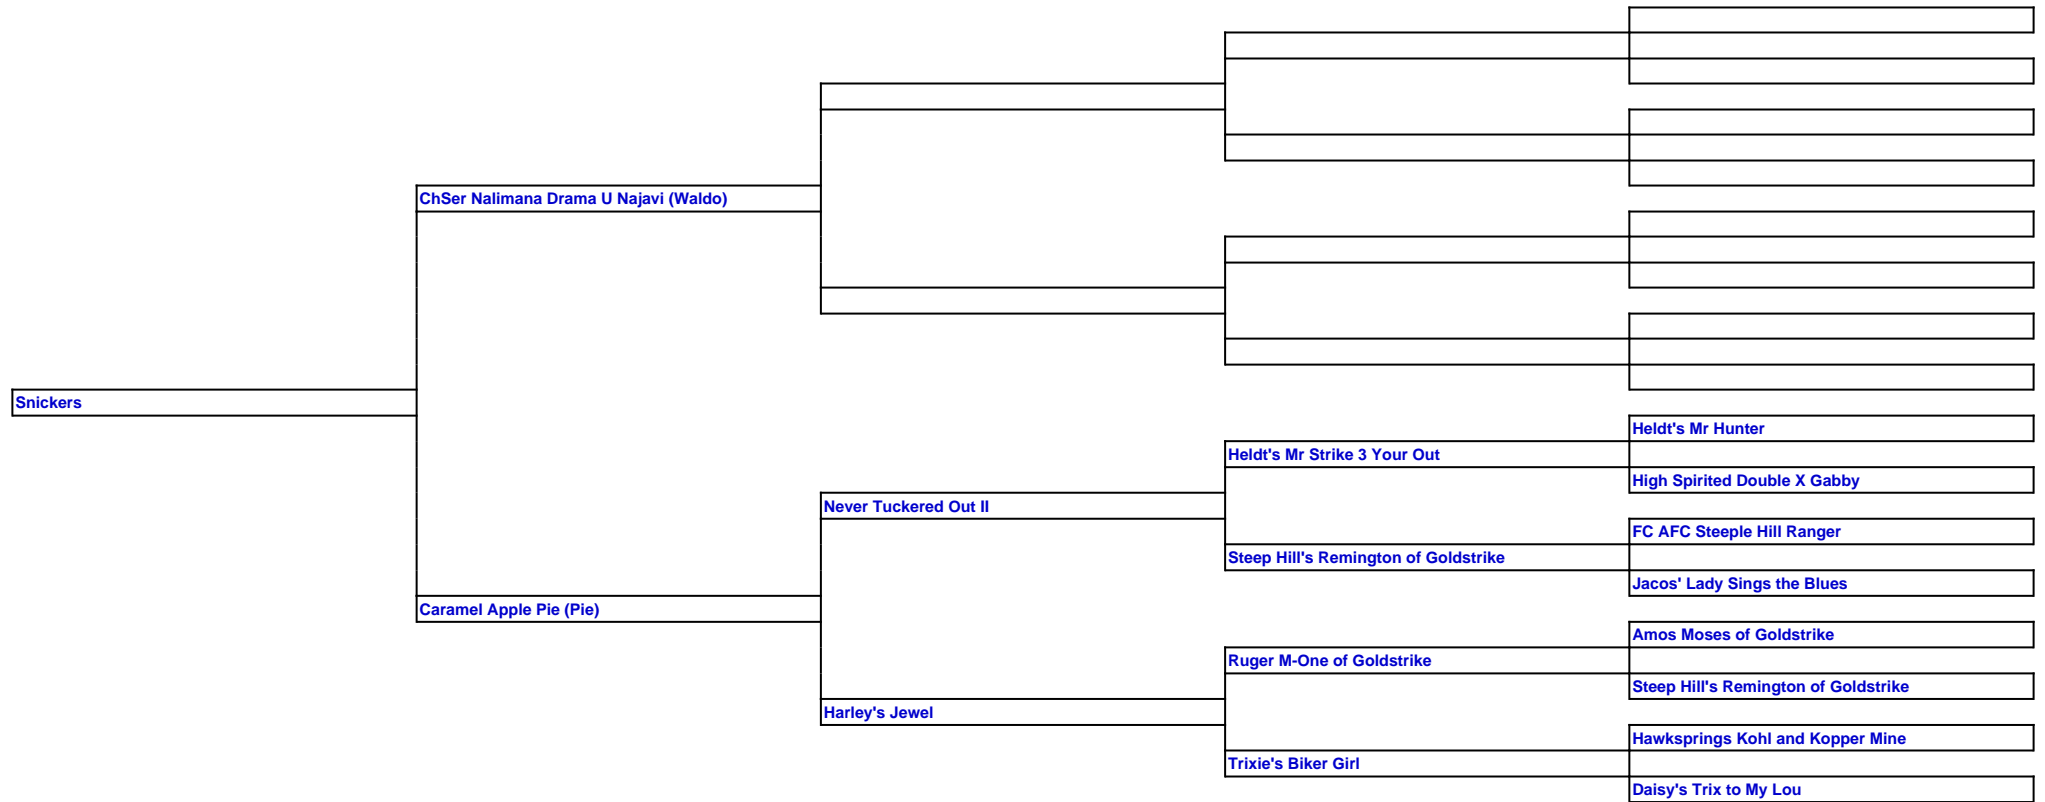 ChSer Nalimana Drama U Najavi (Waldo)
Snickers
Heldt's Mr Hunter
Heldt's Mr Strike 3 Your Out
High Spirited Double X Gabby
Never Tuckered Out II
FC AFC Steeple Hill Ranger
Steep Hill's Remington of Goldstrike
Jacos' Lady Sings the Blues
Caramel Apple Pie (Pie)
Amos Moses of Goldstrike
Ruger M-One of Goldstrike
Steep Hill's Remington of Goldstrike
Harley's Jewel
Hawksprings Kohl and Kopper Mine
Trixie's Biker Girl
Daisy's Trix to My Lou